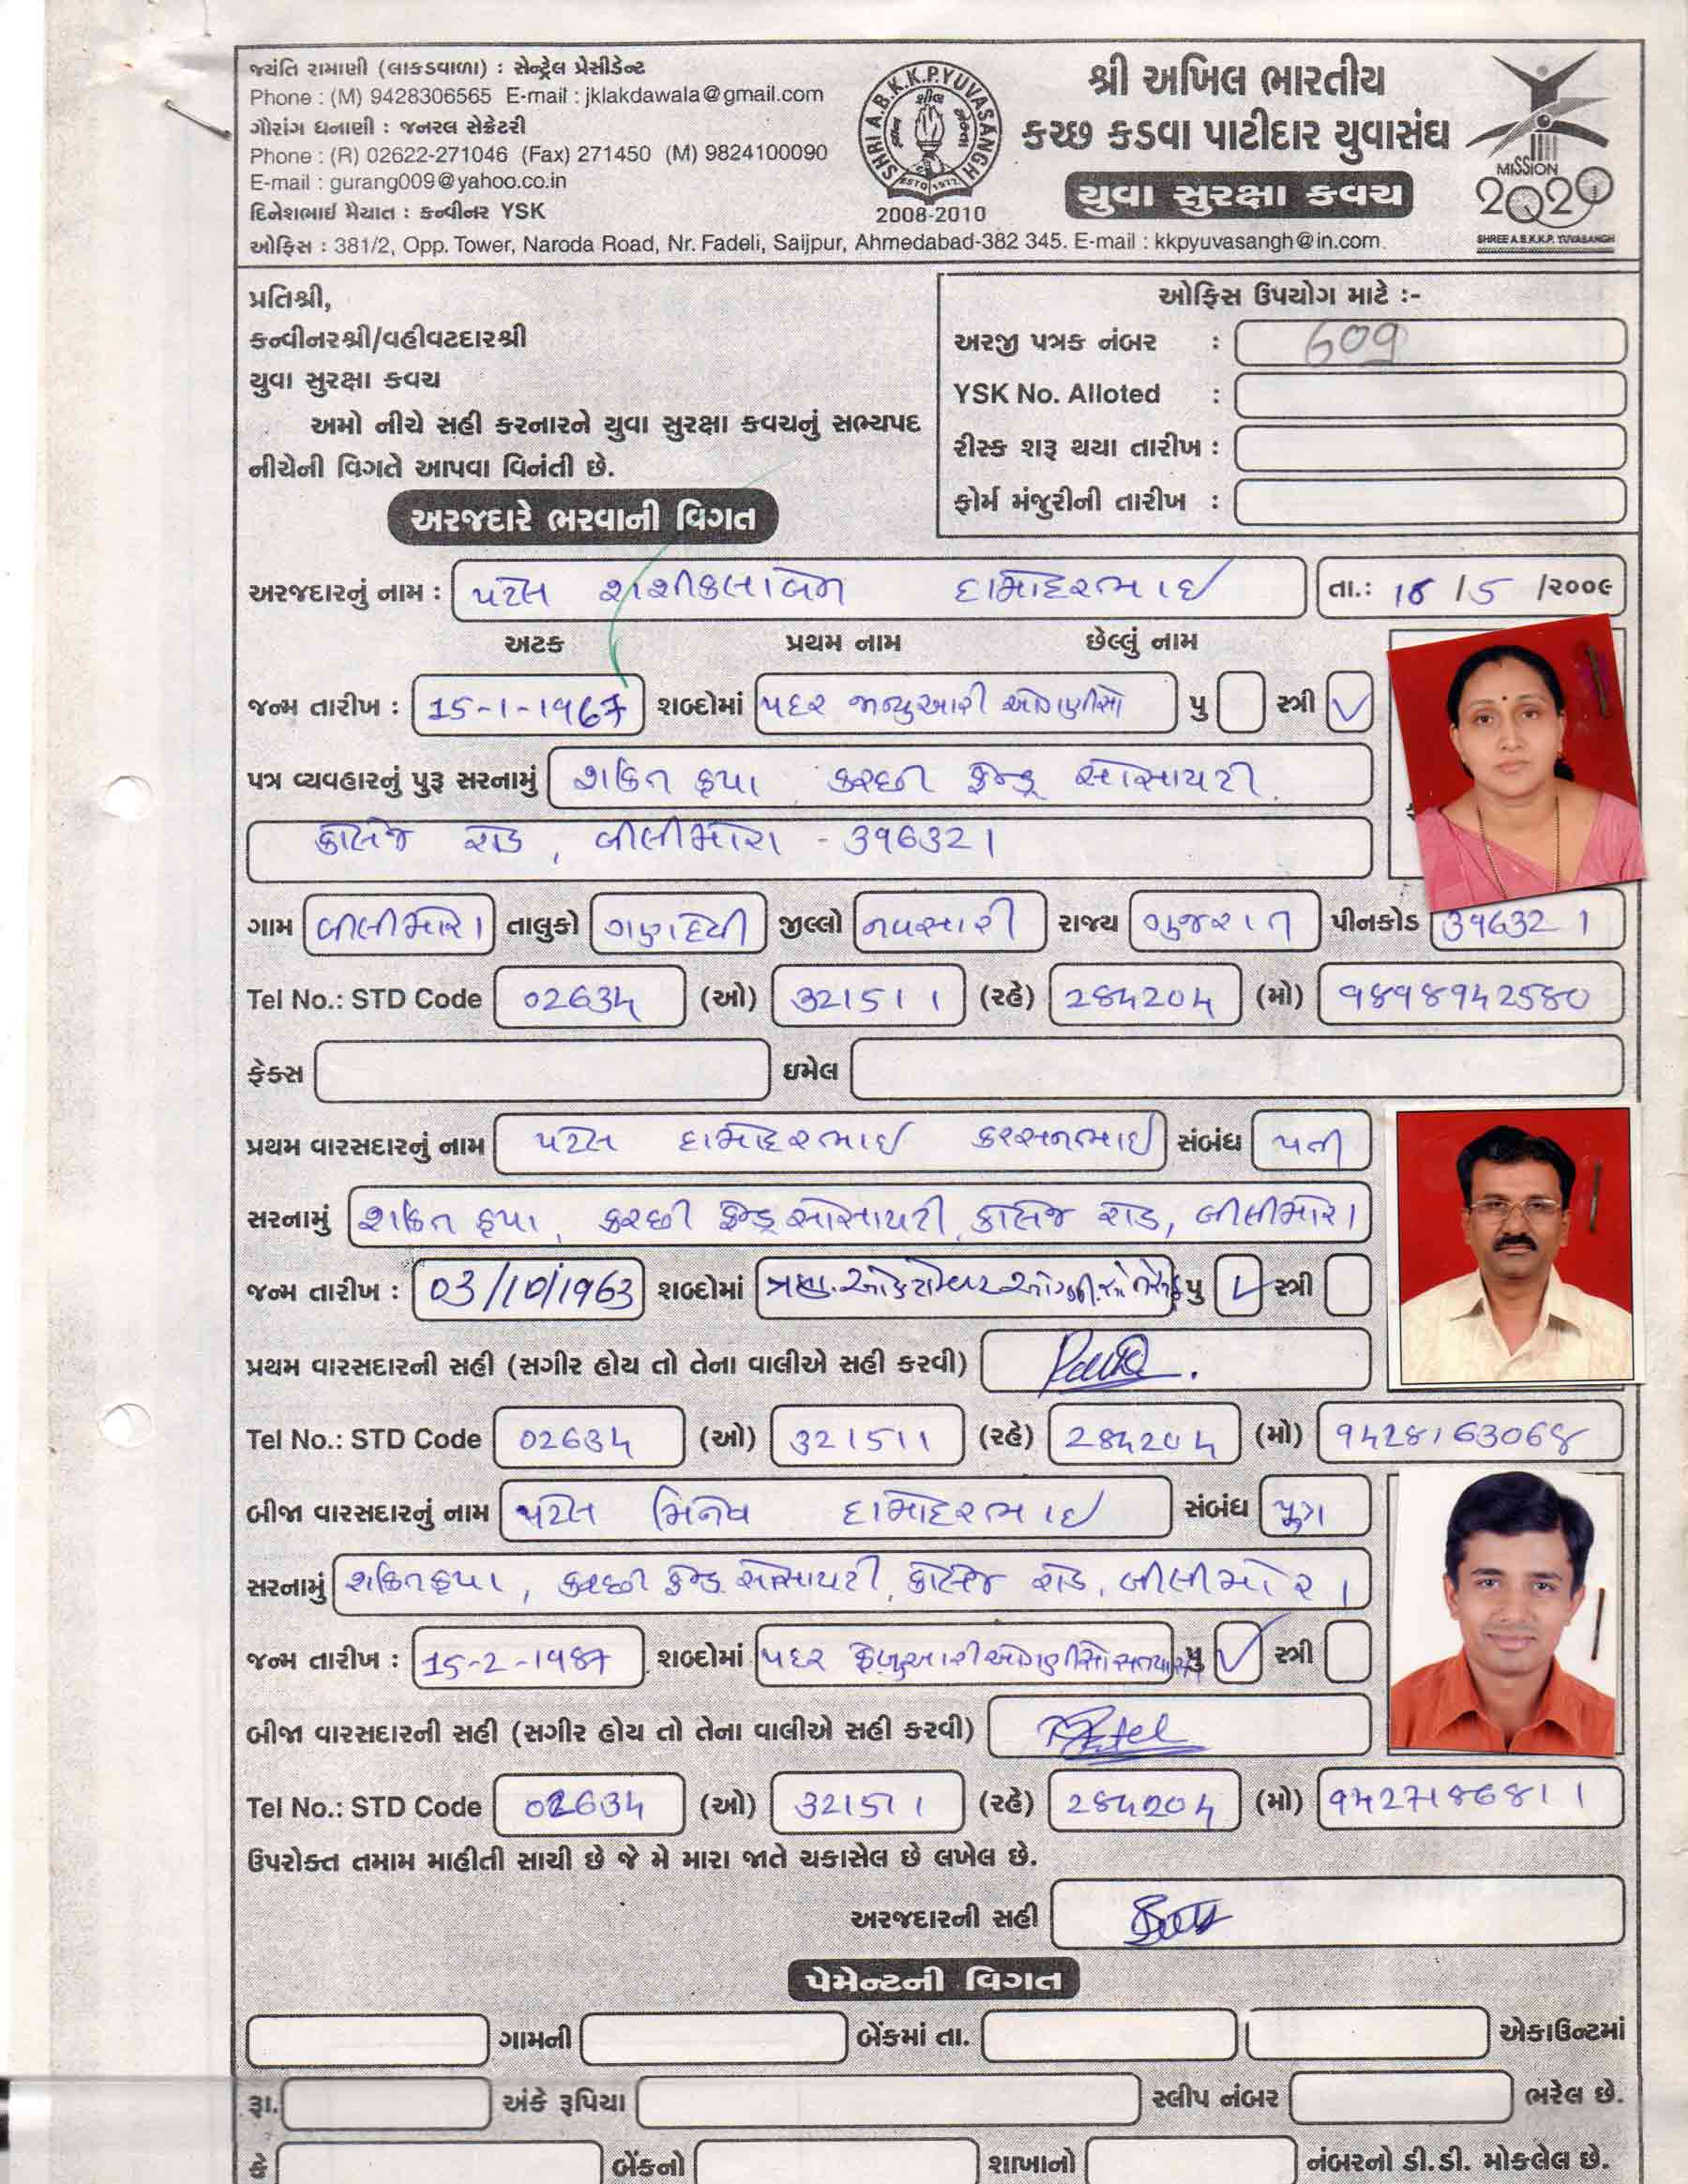 જયંતિ રામાણી (લાકડાવાળા) : સેન્ટ્રેલ પ્રેસીડેન્ટ
Phone : (M) 9428306565 E-mail : jklakdawala@gmail.com
ગૌરાંગ ધનાણી : જનરલ સેક્રેટરી
Phone : (R) 02622-271046 (Fax) 271450 (M) 9824100090
E-mail : gurang009@yahoo.co.in
દિનેશભાઈ મૈયાત : કન્વીનર YSK
ઓફિસ : 381/2, Opp. Tower, Naroda Road, Nr. Fadeli, Saijpur, Ahmedabad-382 345. E-mail : kkpyuvasangh@in.com.
SHRI A.B.K.K.P.YUVASANGH
ESTD 1977
2008-2010
શ્રી અખિલ ભારતીય
કચ્છ કડવા પાટીદાર યુવાસંઘ
યુવા સુરક્ષા કવચ
MISSION
2020
SHREE A.B.K.K.P. YUVASANGH
પ્રતિશ્રી,
કન્વીનરશ્રી/વહીવટદારશ્રી
યુવા સુરક્ષા કવચ
અમો નીચે સહી કરનારને યુવા સુરક્ષા કવચનું સભ્યપદ
નીચેની વિગતે આપવા વિનંતી છે.
ઓફિસ ઉપયોગ માટે :-
અરજી પત્રક નંબર : 609
YSK No. Alloted :
રીસ્ક શરૂ થયા તારીખ :
ફોર્મ મંજુરીની તારીખ :
અરજદારે ભરવાની વિગત
અરજદારનું નામ : પટેલ શશીકલાબેન દામોદરભાઈ તા.: /5 /૨૦૦૯
અટક પ્રથમ નામ છેલ્લું નામ
જન્મ તારીખ : 15-1-1967 શબ્દોમાં પંદર જાન્યુઆરી ઓગણીસો પુ સ્ત્રી ✓
પત્ર વ્યવહારનું પુરૂ સરનામું શક્તિ કૃપા કચ્છી ફ્રેન્ડ્સ સોસાયટી
કોલેજ રોડ, બીલીમોરા - 396321
ગામ બીલીમોરા તાલુકો ગણદેવી જીલ્લો નવસારી રાજ્ય ગુજરાત પીનકોડ 396321
Tel No.: STD Code 02634 (ઓ) 321511 (રહે) 284204 (મો) 9898942580
ફેક્સ ઇમેલ
પ્રથમ વારસદારનું નામ પટેલ દામોદરભાઈ કરસનભાઈ સંબંધ પતી
સરનામું શક્તિ કૃપા, કચ્છી ફ્રેન્ડ્સ સોસાયટી, કોલેજ રોડ, બીલીમોરા
જન્મ તારીખ : 03/10/1963 શબ્દોમાં ત્રણ ઓક્ટોમ્બર પુ ✓ સ્ત્રી
પ્રથમ વારસદારની સહી (સગીર હોય તો તેના વાલીએ સહી કરવી)
Tel No.: STD Code 02634 (ઓ) 321511 (રહે) 284204 (મો) 9428163068
બીજા વારસદારનું નામ પટેલ દામોદરભાઈ સંબંધ પુત્ર
સરનામું શક્તિકૃપા, કચ્છી ફ્રેન્ડ્સ સોસાયટી, કોલેજ રોડ, બીલીમોરા
જન્મ તારીખ : 15-2-1987 શબ્દોમાં પંદર ફેબ્રુઆરી ઓગણીસો પુ ✓ સ્ત્રી
બીજા વારસદારની સહી (સગીર હોય તો તેના વાલીએ સહી કરવી) Patel
Tel No.: STD Code 02634 (ઓ) 321511 (રહે) 284204 (મો) 9427186811
ઉપરોક્ત તમામ માહીતી સાચી છે જે મે મારા જાતે ચકાસેલ છે લખેલ છે.
અરજદારની સહી
પેમેન્ટની વિગત
ગામની બેંકમાં તા. એકાઉન્ટમાં
રૂા. અંકે રૂપિયા સ્લીપ નંબર ભરેલ છે.
કે બેંકનો શાખાનો નંબરનો ડી.ડી. મોકલેલ છે.